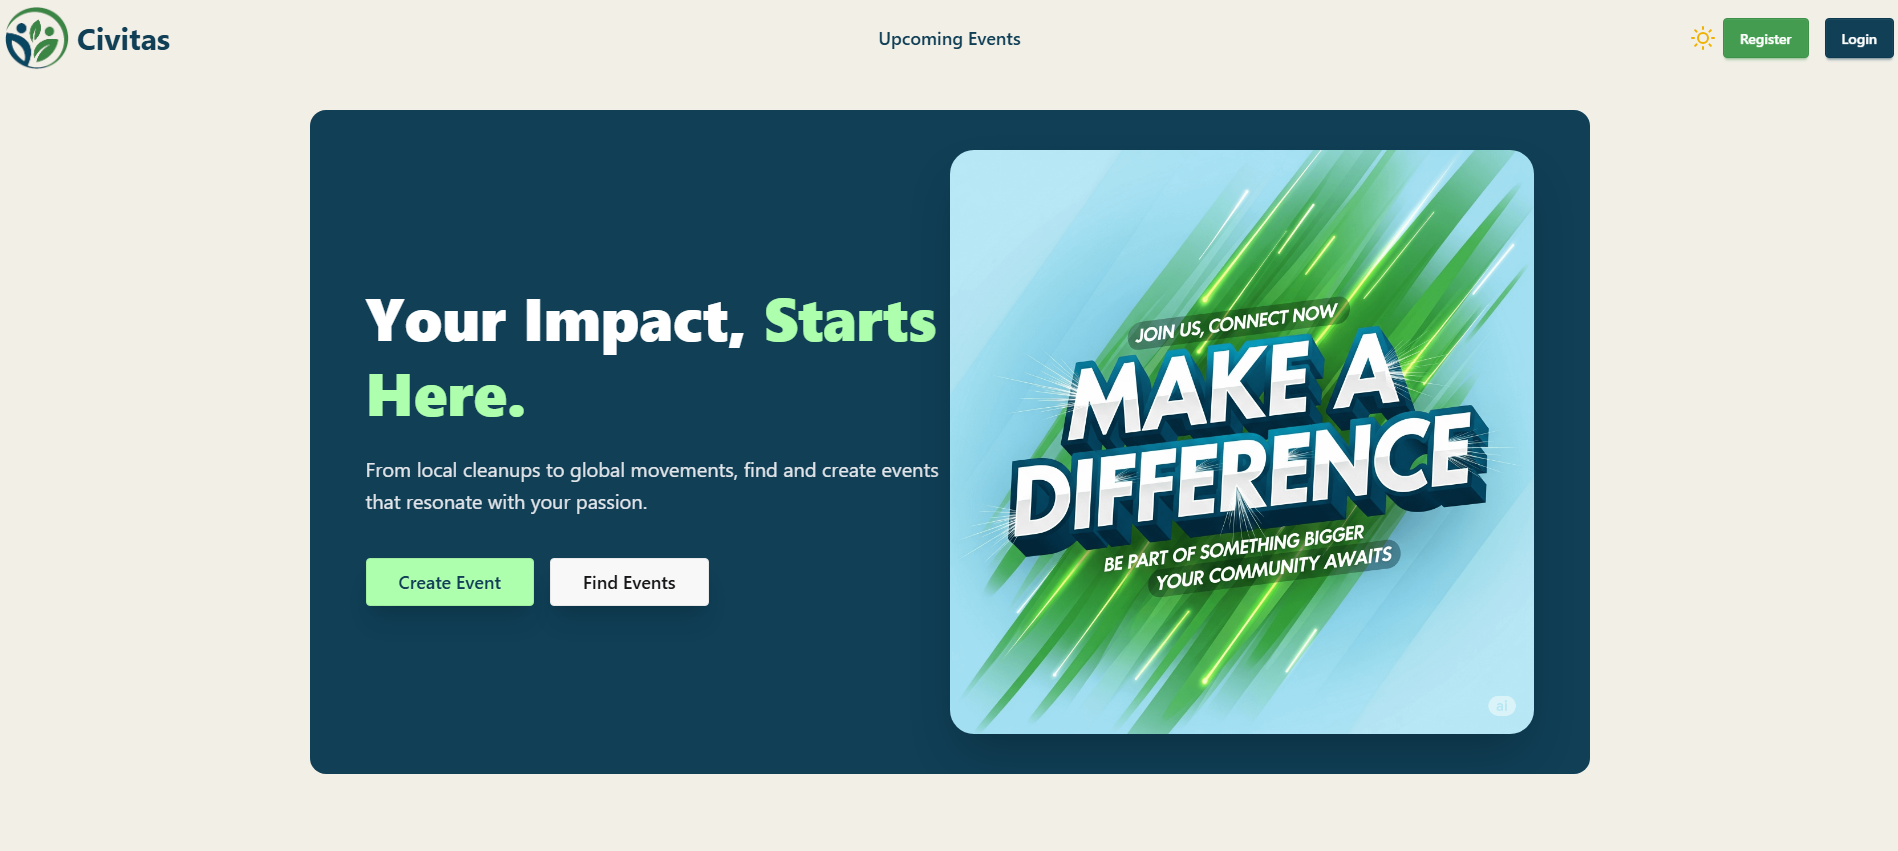 Civitas
Upcoming Events
Register
Login
Your Impact, Starts
Here.
From local cleanups to global movements, find and create events
that resonate with your passion.
Create Event
Find Events
JOIN US, CONNECT NOW
MAKE A
DIFFERENCE
BE PART OF SOMETHING BIGGER
YOUR COMMUNITY AWAITS
ai